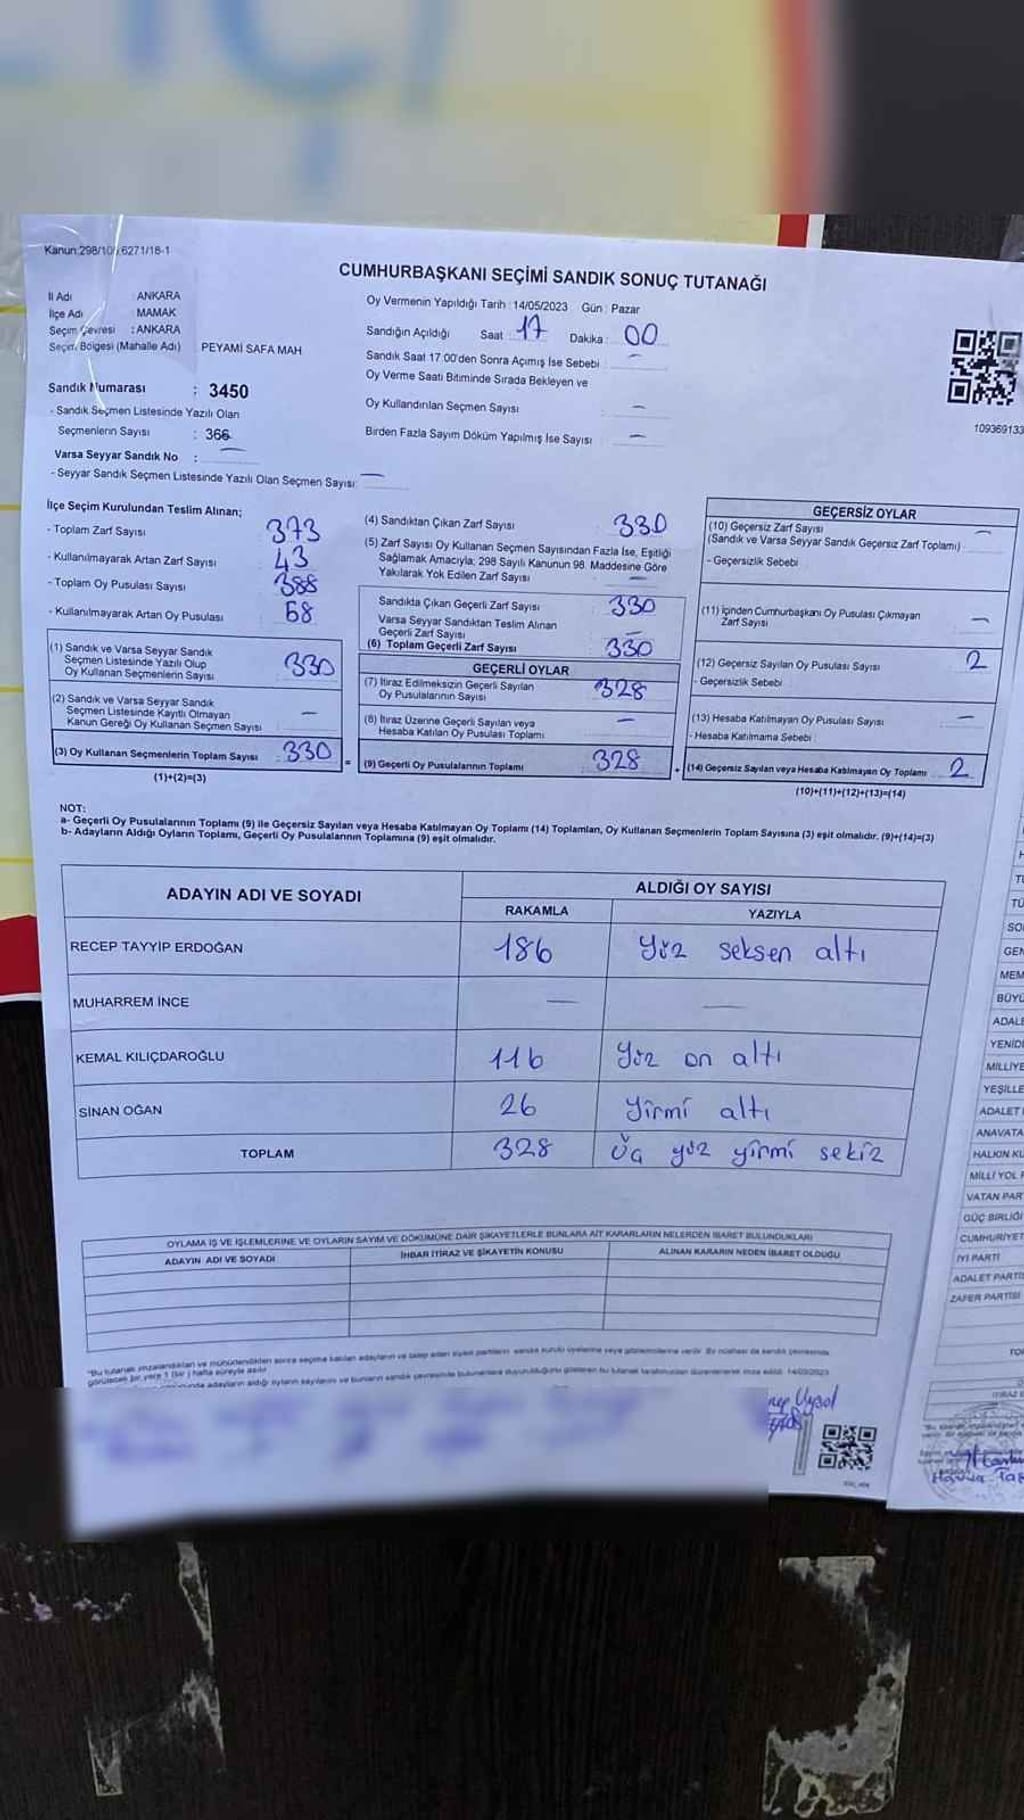 Kanun:298/105 6271/18-1
CUMHURBAŞKANI SEÇİMİ SANDIK SONUÇ TUTANAĞI
İl Adı : ANKARA
İlçe Adı : MAMAK
Seçim Çevresi : ANKARA
Seçim Bölgesi (Mahalle Adı) PEYAMİ SAFA MAH
Sandık Numarası : 3450
- Sandık Seçmen Listesinde Yazılı Olan
Seçmenlerin Sayısı : 366
Varsa Seyyar Sandık No : —
- Seyyar Sandık Seçmen Listesinde Yazılı Olan Seçmen Sayısı: —
Oy Vermenin Yapıldığı Tarih : 14/05/2023 Gün : Pazar
Sandığın Açıldığı Saat 17 Dakika : 00
Sandık Saat 17.00'den Sonra Açılmış İse Sebebi —
Oy Verme Saati Bitiminde Sırada Bekleyen ve
Oy Kullandırılan Seçmen Sayısı : —
Birden Fazla Sayım Döküm Yapılmış İse Sayısı : —
109369133
İlçe Seçim Kurulundan Teslim Alınan;
- Toplam Zarf Sayısı 373
- Kullanılmayarak Artan Zarf Sayısı 43
- Toplam Oy Pusulası Sayısı 388
- Kullanılmayarak Artan Oy Pusulası 68
(1) Sandık ve Varsa Seyyar Sandık
Seçmen Listesinde Yazılı Olup
Oy Kullanan Seçmenlerin Sayısı 330
(2) Sandık ve Varsa Seyyar Sandık
Seçmen Listesinde Kayıtlı Olmayan
Kanun Gereği Oy Kullanan Seçmen Sayısı —
(3) Oy Kullanan Seçmenlerin Toplam Sayısı 330
(1)+(2)=(3)
(4) Sandıktan Çıkan Zarf Sayısı 330
(5) Zarf Sayısı Oy Kullanan Seçmen Sayısından Fazla İse, Eşitliği
Sağlamak Amacıyla; 298 Sayılı Kanunun 98. Maddesine Göre
Yakılarak Yok Edilen Zarf Sayısı —
Sandıkta Çıkan Geçerli Zarf Sayısı 330
Varsa Seyyar Sandıktan Teslim Alınan
Geçerli Zarf Sayısı —
(6) Toplam Geçerli Zarf Sayısı 330
GEÇERLİ OYLAR
(7) İtiraz Edilmeksizin Geçerli Sayılan
Oy Pusulalarının Sayısı 328
(8) İtiraz Üzerine Geçerli Sayılan veya
Hesaba Katılan Oy Pusulası Toplamı —
= (9) Geçerli Oy Pusulalarının Toplamı 328
GEÇERSİZ OYLAR
(10) Geçersiz Zarf Sayısı —
(Sandık ve Varsa Seyyar Sandık Geçersiz Zarf Toplamı)
- Geçersizlik Sebebi
(11) İçinden Cumhurbaşkanı Oy Pusulası Çıkmayan
Zarf Sayısı —
(12) Geçersiz Sayılan Oy Pusulası Sayısı 2
- Geçersizlik Sebebi
(13) Hesaba Katılmayan Oy Pusulası Sayısı —
- Hesaba Katılmama Sebebi :
+ (14) Geçersiz Sayılan veya Hesaba Katılmayan Oy Toplamı 2
(10)+(11)+(12)+(13)=(14)
NOT:
a- Geçerli Oy Pusulalarının Toplamı (9) ile Geçersiz Sayılan veya Hesaba Katılmayan Oy Toplamı (14) Toplamları, Oy Kullanan Seçmenlerin Toplam Sayısına (3) eşit olmalıdır. (9)+(14)=(3)
b- Adayların Aldığı Oyların Toplamı, Geçerli Oy Pusulalarının Toplamına (9) eşit olmalıdır.
ADAYIN ADI VE SOYADI ALDIĞI OY SAYISI
RAKAMLA YAZIYLA
RECEP TAYYİP ERDOĞAN 186 yüz seksen altı
MUHARREM İNCE — —
KEMAL KILIÇDAROĞLU 116 yüz on altı
SİNAN OĞAN 26 yirmi altı
TOPLAM 328 üç yüz yirmi sekiz
OYLAMA İŞ VE İŞLEMLERİNE VE OYLARIN SAYIM VE DÖKÜMÜNE DAİR ŞİKAYETLERLE BUNLARA AİT KARARLARIN NELERDEN İBARET BULUNDUKLARI
ADAYIN ADI VE SOYADI İHBAR İTİRAZ VE ŞİKAYETİN KONUSU ALINAN KARARIN NEDEN İBARET OLDUĞU
Uysal
TÜ
SO
GEN
MEM
BÜYÜ
ADALE
YENİD
MİLLİYE
YEŞİLLE
ADALET
ANAVATA
HALKIN KU
MİLLİ YOL P
VATAN PAR
GÜÇ BİRLİĞİ
CUMHURİYET
İYİ PARTİ
ADALET PARTİS
ZAFER PARTİSİ
TO